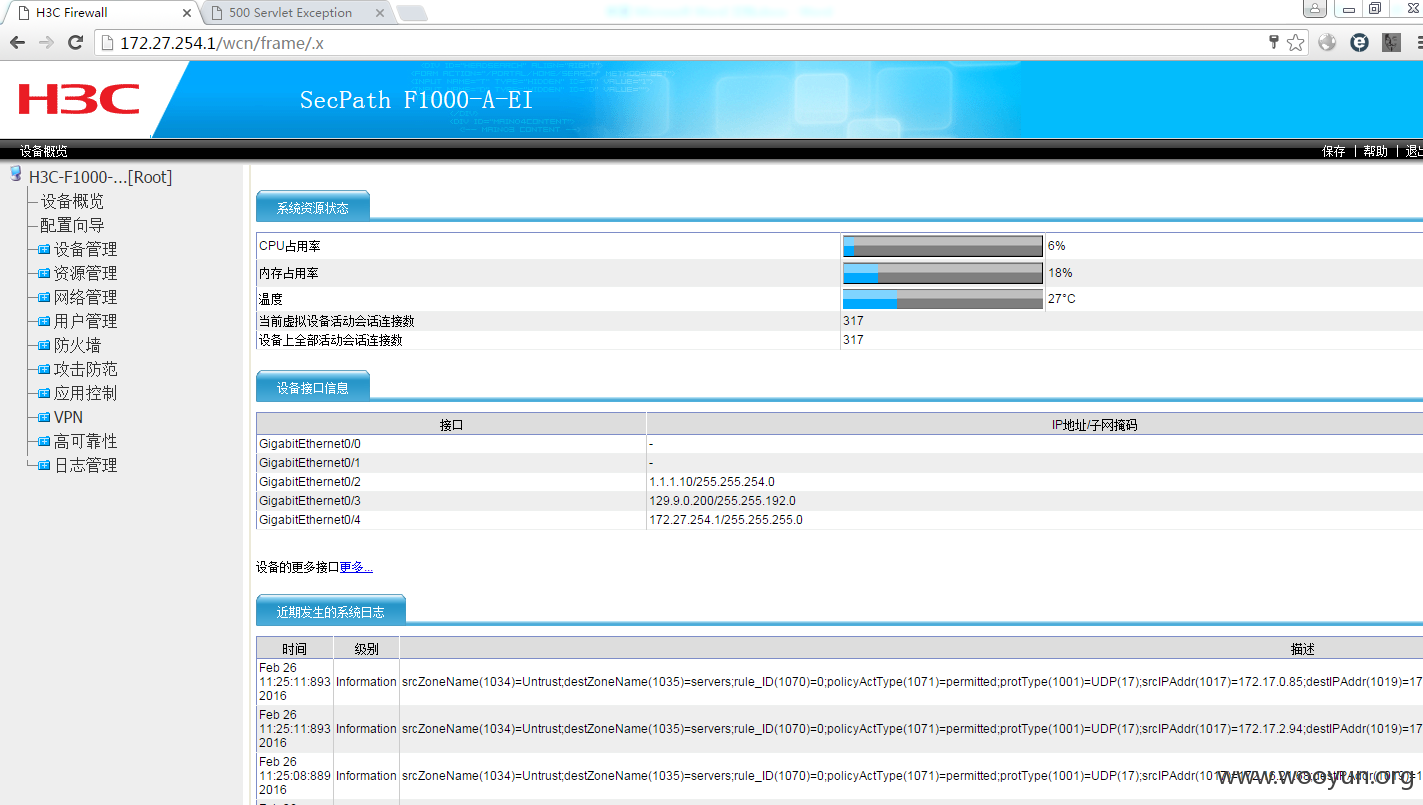 H3C Firewall
500 Servlet Exception
172.27.254.1/wcn/frame/.x
H3C
SecPath F1000-A-EI
设备概览
保存 | 帮助 | 退出
H3C-F1000-...[Root]
设备概览
配置向导
设备管理
资源管理
网络管理
用户管理
防火墙
攻击防范
应用控制
VPN
高可靠性
日志管理
系统资源状态
CPU占用率 6%
内存占用率 18%
温度 27°C
当前虚拟设备活动会话连接数 317
设备上全部活动会话连接数 317
设备接口信息
接口 IP地址/子网掩码
GigabitEthernet0/0 -
GigabitEthernet0/1 -
GigabitEthernet0/2 1.1.1.10/255.255.254.0
GigabitEthernet0/3 129.9.0.200/255.255.192.0
GigabitEthernet0/4 172.27.254.1/255.255.255.0
设备的更多接口更多...
近期发生的系统日志
时间 级别 描述
Feb 26
11:25:11:893 Information srcZoneName(1034)=Untrust;destZoneName(1035)=servers;rule_ID(1070)=0;policyActType(1071)=permitted;protType(1001)=UDP(17);srcIPAddr(1017)=172.17.0.85;destIPAddr(1019)=17
2016
Feb 26
11:25:11:893 Information srcZoneName(1034)=Untrust;destZoneName(1035)=servers;rule_ID(1070)=0;policyActType(1071)=permitted;protType(1001)=UDP(17);srcIPAddr(1017)=172.17.2.94;destIPAddr(1019)=17
2016
Feb 26
11:25:08:889 Information srcZoneName(1034)=Untrust;destZoneName(1035)=servers;rule_ID(1070)=0;policyActType(1071)=permitted;protType(1001)=UDP(17);srcIPAddr
2016
www.wooyun.org